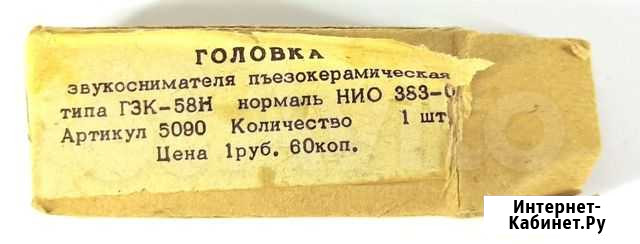 ГОЛОВКА
звукоснимателя пъезокерамическая
типа ГЗК-58Н нормаль НИО 383-0
Артикул 5090 Количество 1 шт
Цена 1руб. 60коп.
Интернет-
Кабинет.Ру